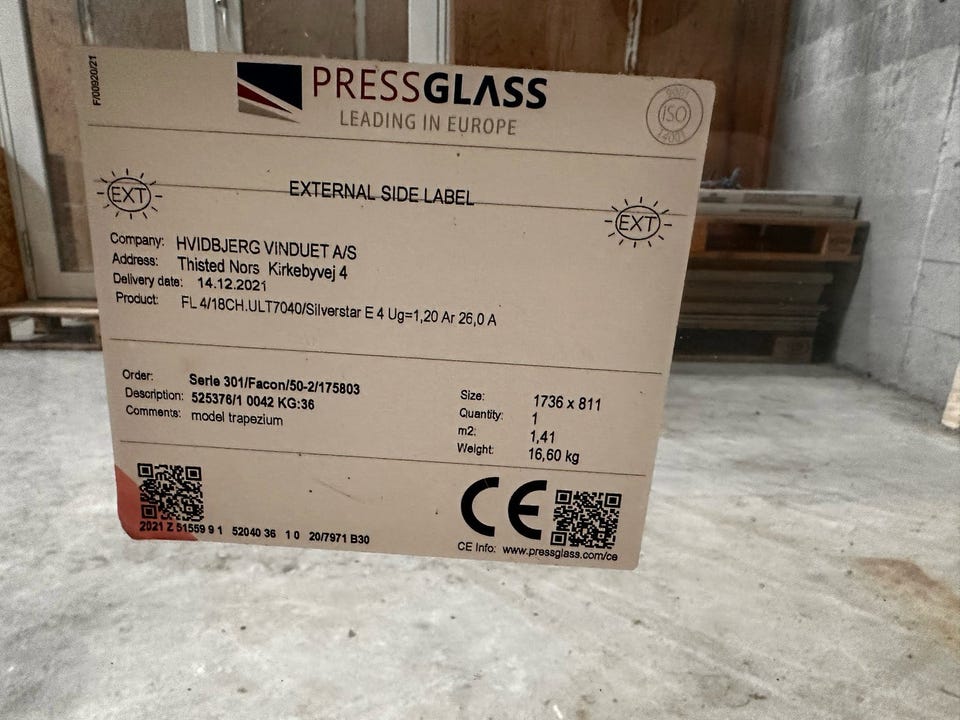 F/00920/21
PRESSGLASS
LEADING IN EUROPE
9001
ISO
14001
EXT
EXTERNAL SIDE LABEL
EXT
Company: HVIDBJERG VINDUET A/S
Address: Thisted Nors Kirkebyvej 4
Delivery date: 14.12.2021
Product: FL 4/18CH.ULT7040/Silverstar E 4 Ug=1,20 Ar 26,0 A
Order: Serie 301/Facon/50-2/175803
Description: 525376/1 0042 KG:36
Comments: model trapezium
Size: 1736 x 811
Quantity: 1
m2: 1,41
Weight: 16,60 kg
2021 Z 51559 9 1 52040 36 1 0 20/7971 B30
CE
CE Info: www.pressglass.com/ce